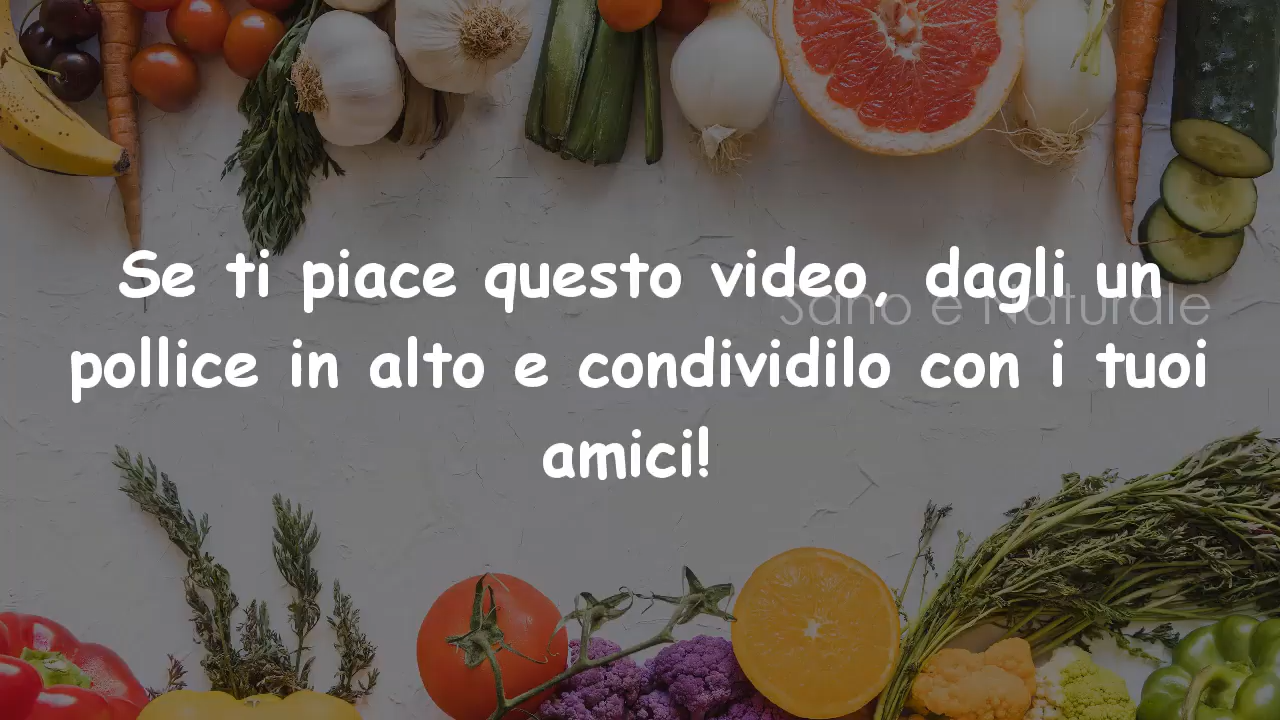 Se ti piace questo video, dagli un
Sano e Naturale
pollice in alto e condividilo con i tuoi
amici!